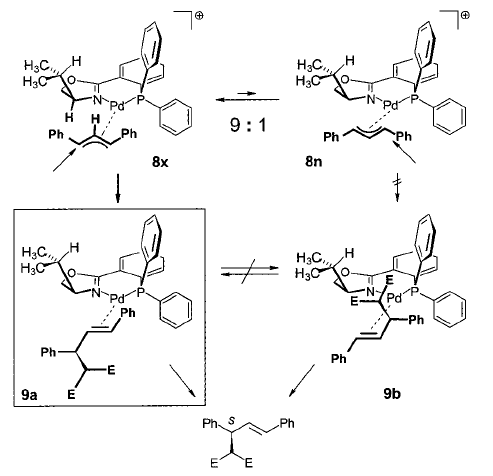 ⊕ ⊕
H3C H H3C H
H3C O H3C O
N Pd P N Pd P
H
H
Ph Ph 9 : 1 Ph Ph
8x 8n
H3C H H3C H
H3C O H3C O
N Pd P N E Pd P
E
Ph Ph
Ph
E Ph
E
9a 9b
S
Ph Ph
E E